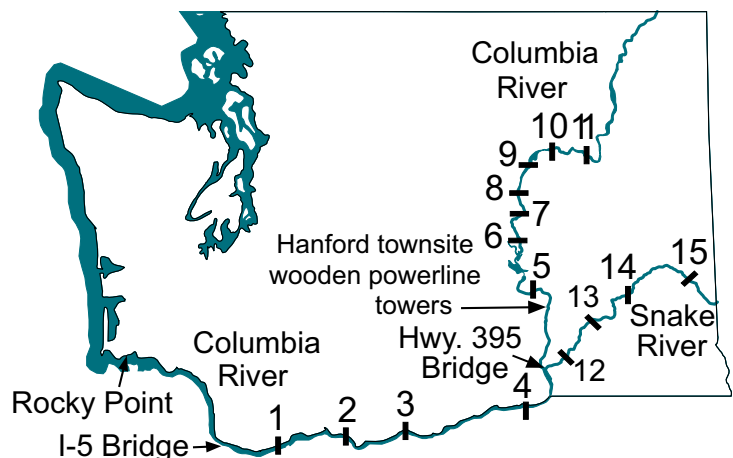 Columbia
River
10
11
9
8
7
6
Hanford townsite
wooden powerline
towers
5
15
14
13
Snake
River
Hwy. 395
Bridge
12
Columbia
River
4
Rocky Point
1
2
3
I-5 Bridge